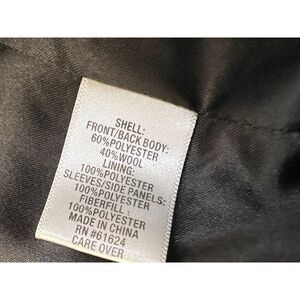 SHELL:
FRONT/BACK BODY:
60%POLYESTER
40%WOOL
LINING:
100%POLYESTER
SLEEVES/SIDE PANELS:
100%POLYESTER
FIBERFILL :
100%POLYESTER
MADE IN CHINA
RN #61624
CARE OVER